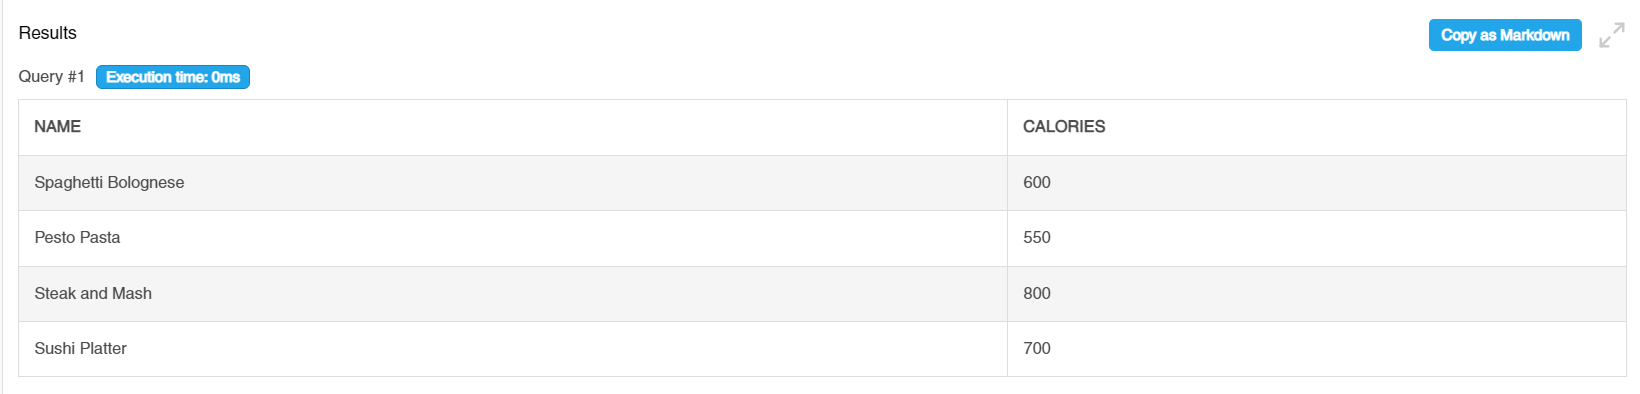 Results
Copy as Markdown
Query #1 Execution time: 0ms
NAME CALORIES
Spaghetti Bolognese 600
Pesto Pasta 550
Steak and Mash 800
Sushi Platter 700